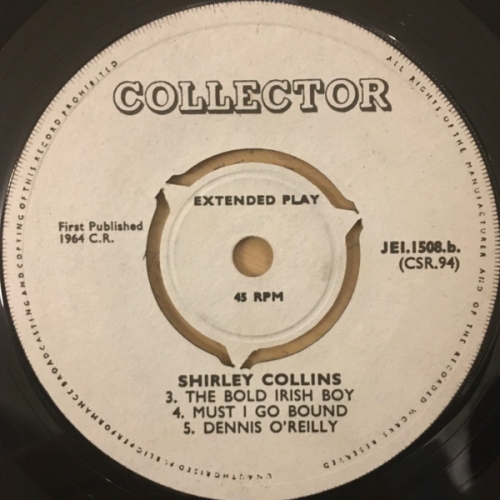 COLLECTOR
EXTENDED PLAY
First Published
1964 C.R.
JEI.1508.b.
(CSR.94)
45 RPM
SHIRLEY COLLINS
3. THE BOLD IRISH BOY
4. MUST I GO BOUND
5. DENNIS O'REILLY
ALL RIGHTS OF THE MANUFACTURER AND OF THE RECORDED WORKS RESERVED
UNAUTHORISED PUBLIC PERFORMANCE BROADCASTING AND COPYING OF THIS RECORD PROHIBITED